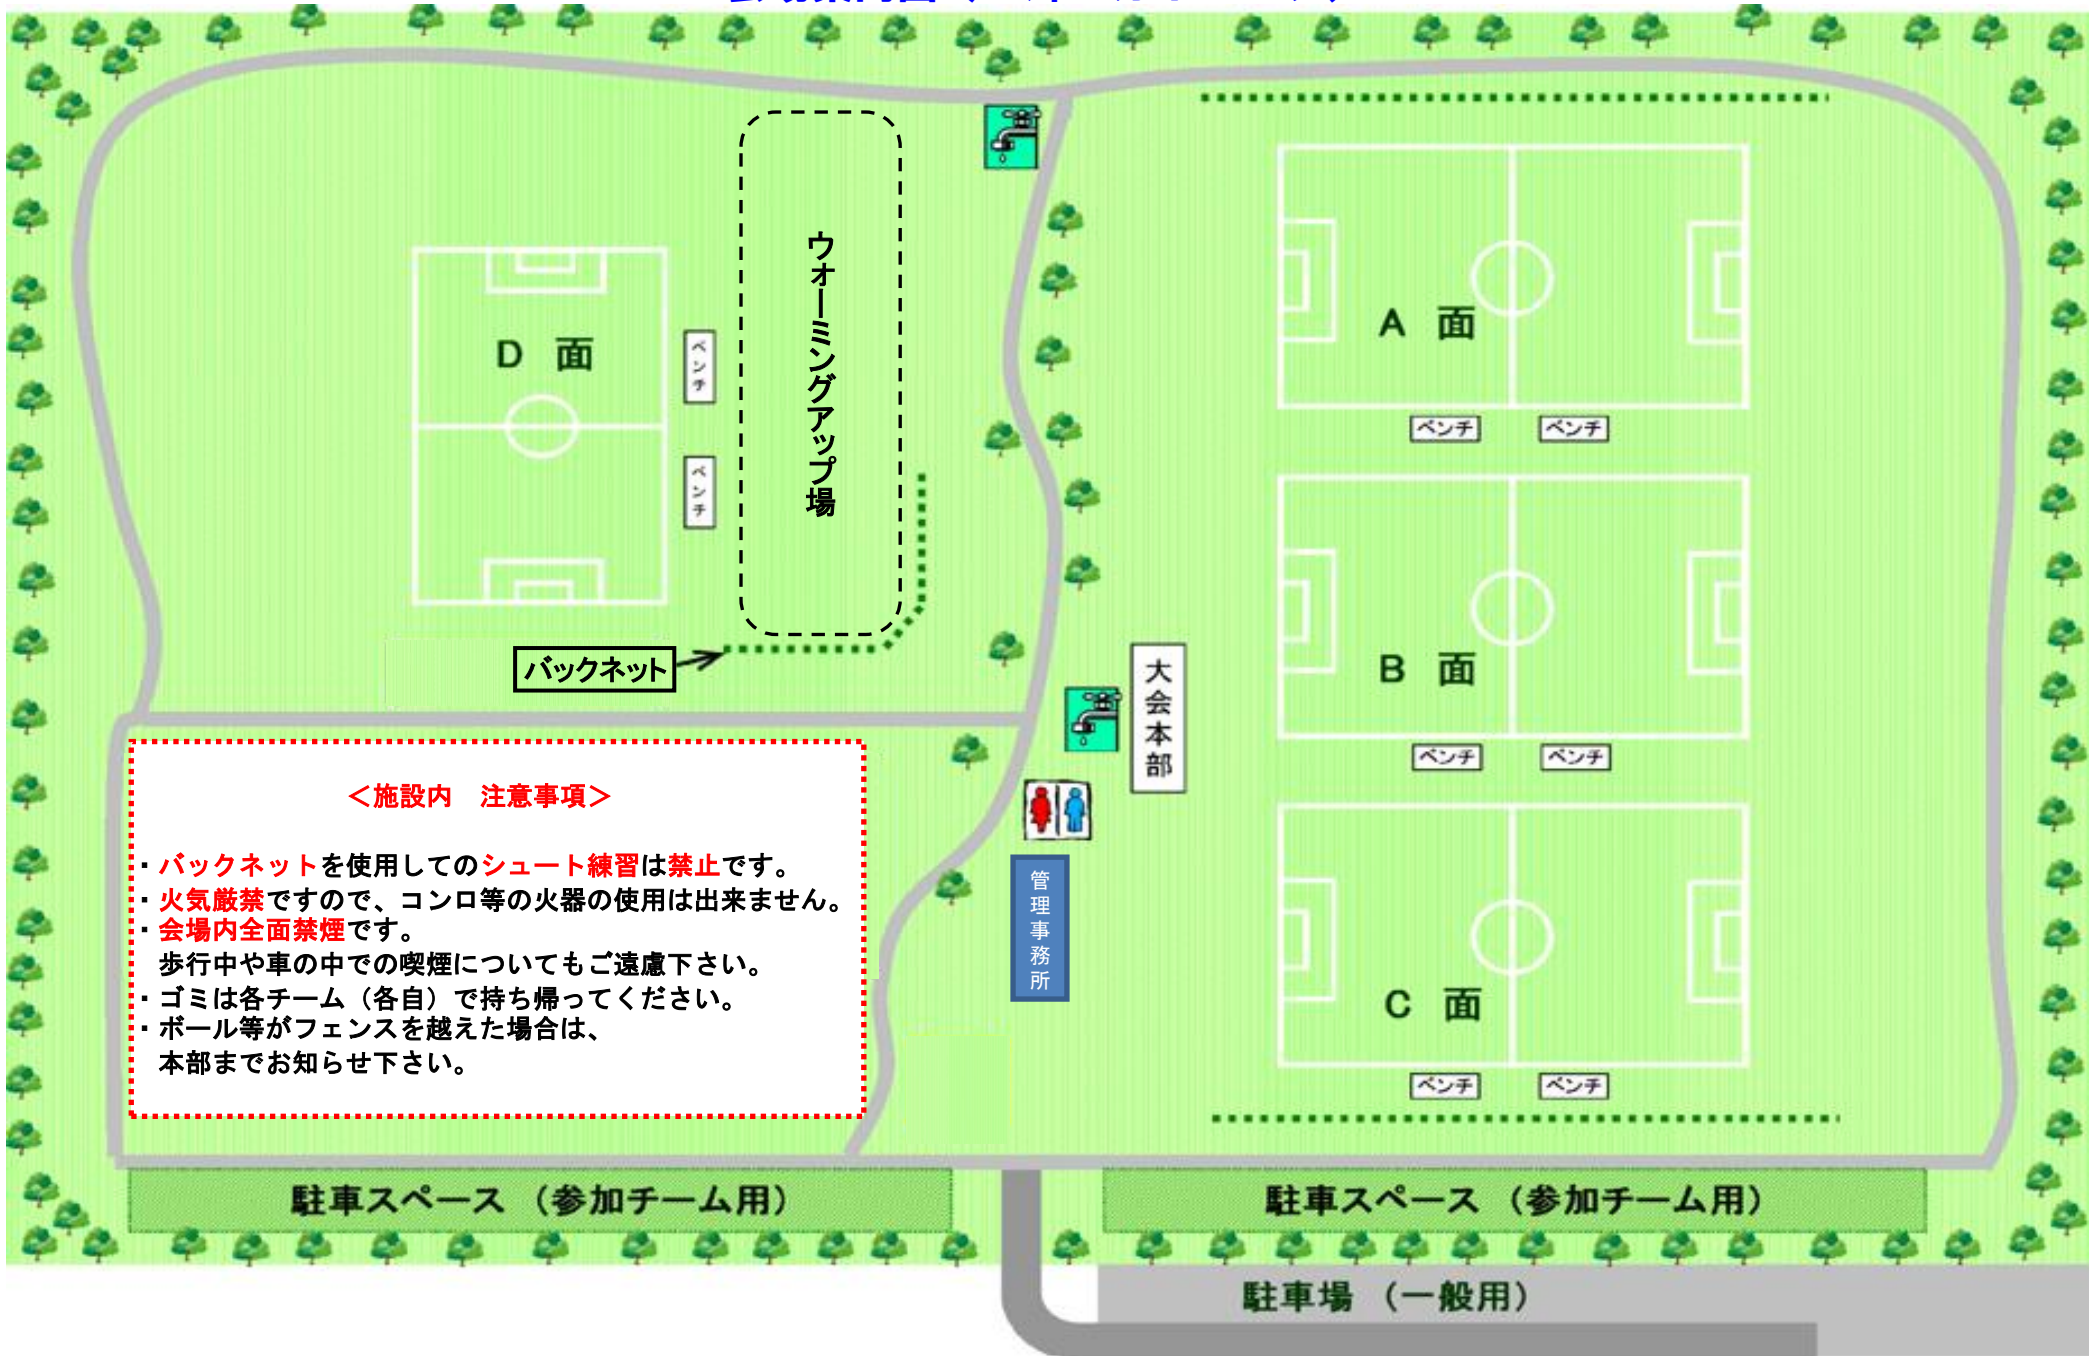 A 面
ウォーミングアップ場
D 面
ベンチ
ベンチ
ベンチ
ベンチ
バックネット
大会本部
B 面
ベンチ
ベンチ
<施設内　注意事項>
・バックネットを使用してのシュート練習は禁止です。
・火気厳禁ですので、コンロ等の火器の使用は出来ません。
・会場内全面禁煙です。
歩行中や車の中での喫煙についてもご遠慮下さい。
・ゴミは各チーム（各自）で持ち帰ってください。
・ボール等がフェンスを越えた場合は、
本部までお知らせ下さい。
管理事務所
C 面
ベンチ
ベンチ
駐車スペース（参加チーム用）
駐車スペース（参加チーム用）
駐車場（一般用）